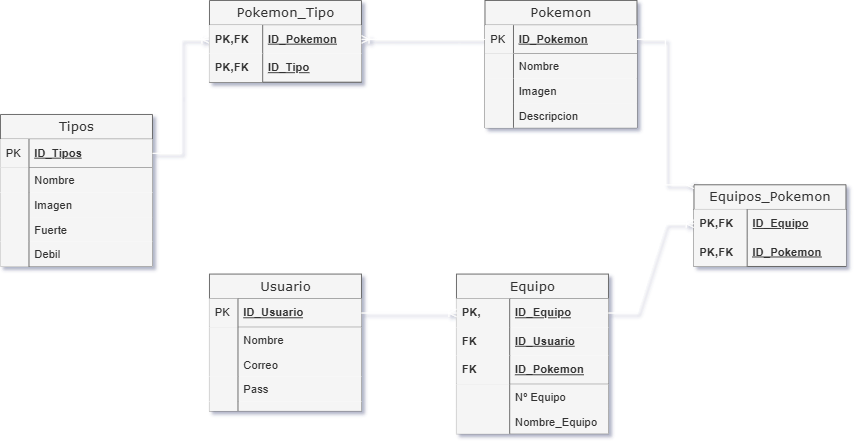 Pokemon_Tipo
PK,FK ID_Pokemon
PK,FK ID_Tipo
Pokemon
PK ID_Pokemon
Nombre
Imagen
Descripcion
Tipos
PK ID_Tipos
Nombre
Imagen
Fuerte
Debil
Equipos_Pokemon
PK,FK ID_Equipo
PK,FK ID_Pokemon
Usuario
PK ID_Usuario
Nombre
Correo
Pass
Equipo
PK, ID_Equipo
FK ID_Usuario
FK ID_Pokemon
Nº Equipo
Nombre_Equipo